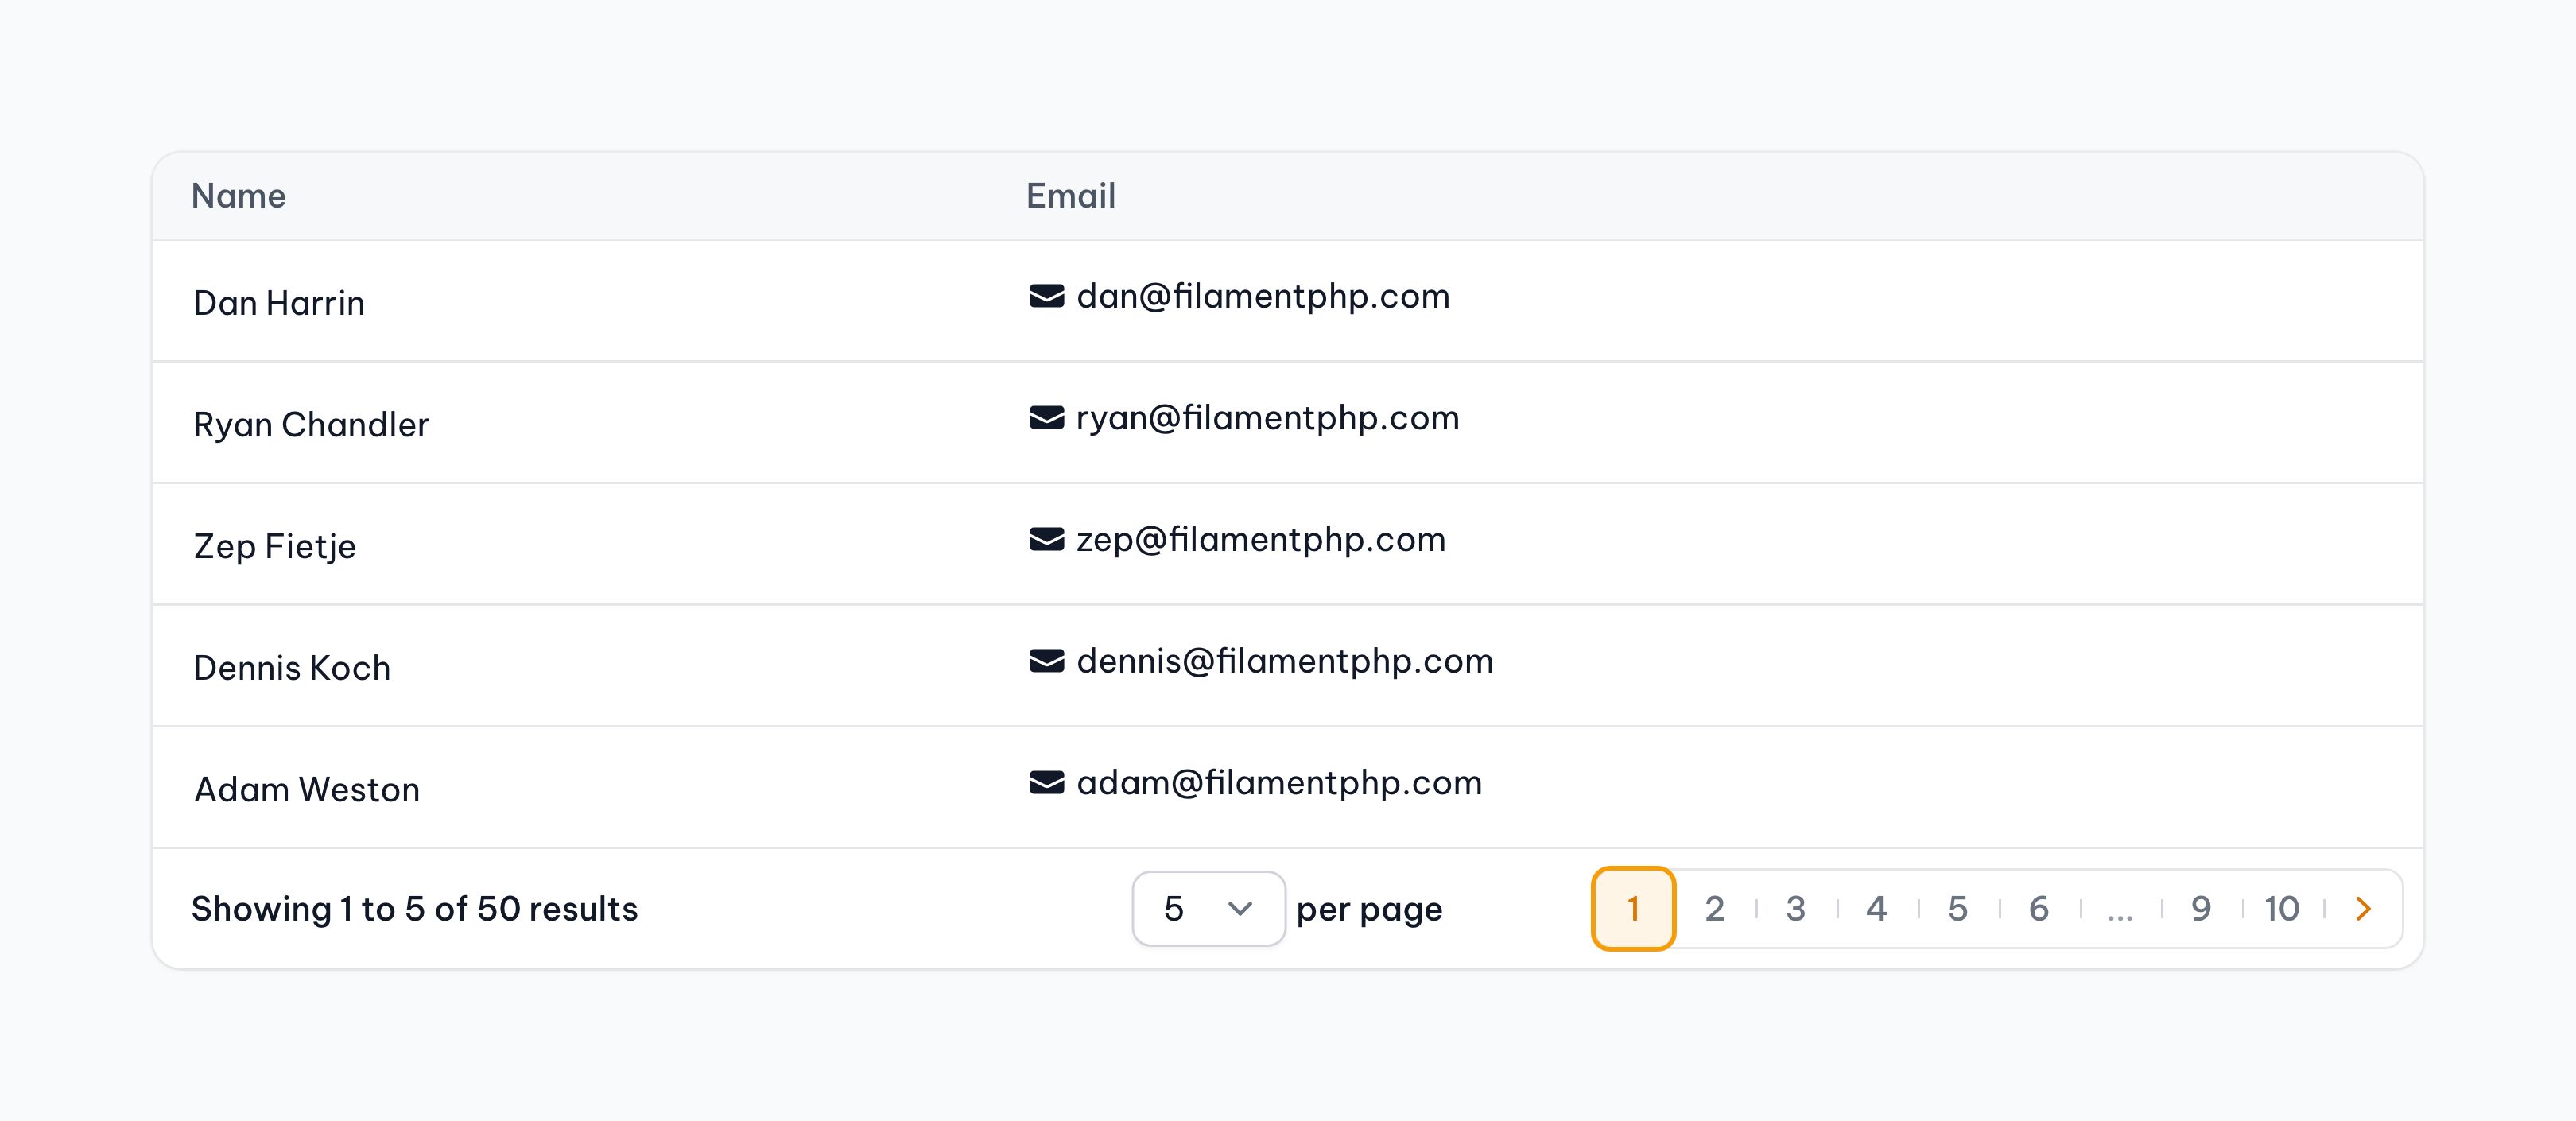 Name Email
Dan Harrin dan@filamentphp.com
Ryan Chandler ryan@filamentphp.com
Zep Fietje zep@filamentphp.com
Dennis Koch dennis@filamentphp.com
Adam Weston adam@filamentphp.com
Showing 1 to 5 of 50 results 5 per page 1 2 3 4 5 6 ... 9 10